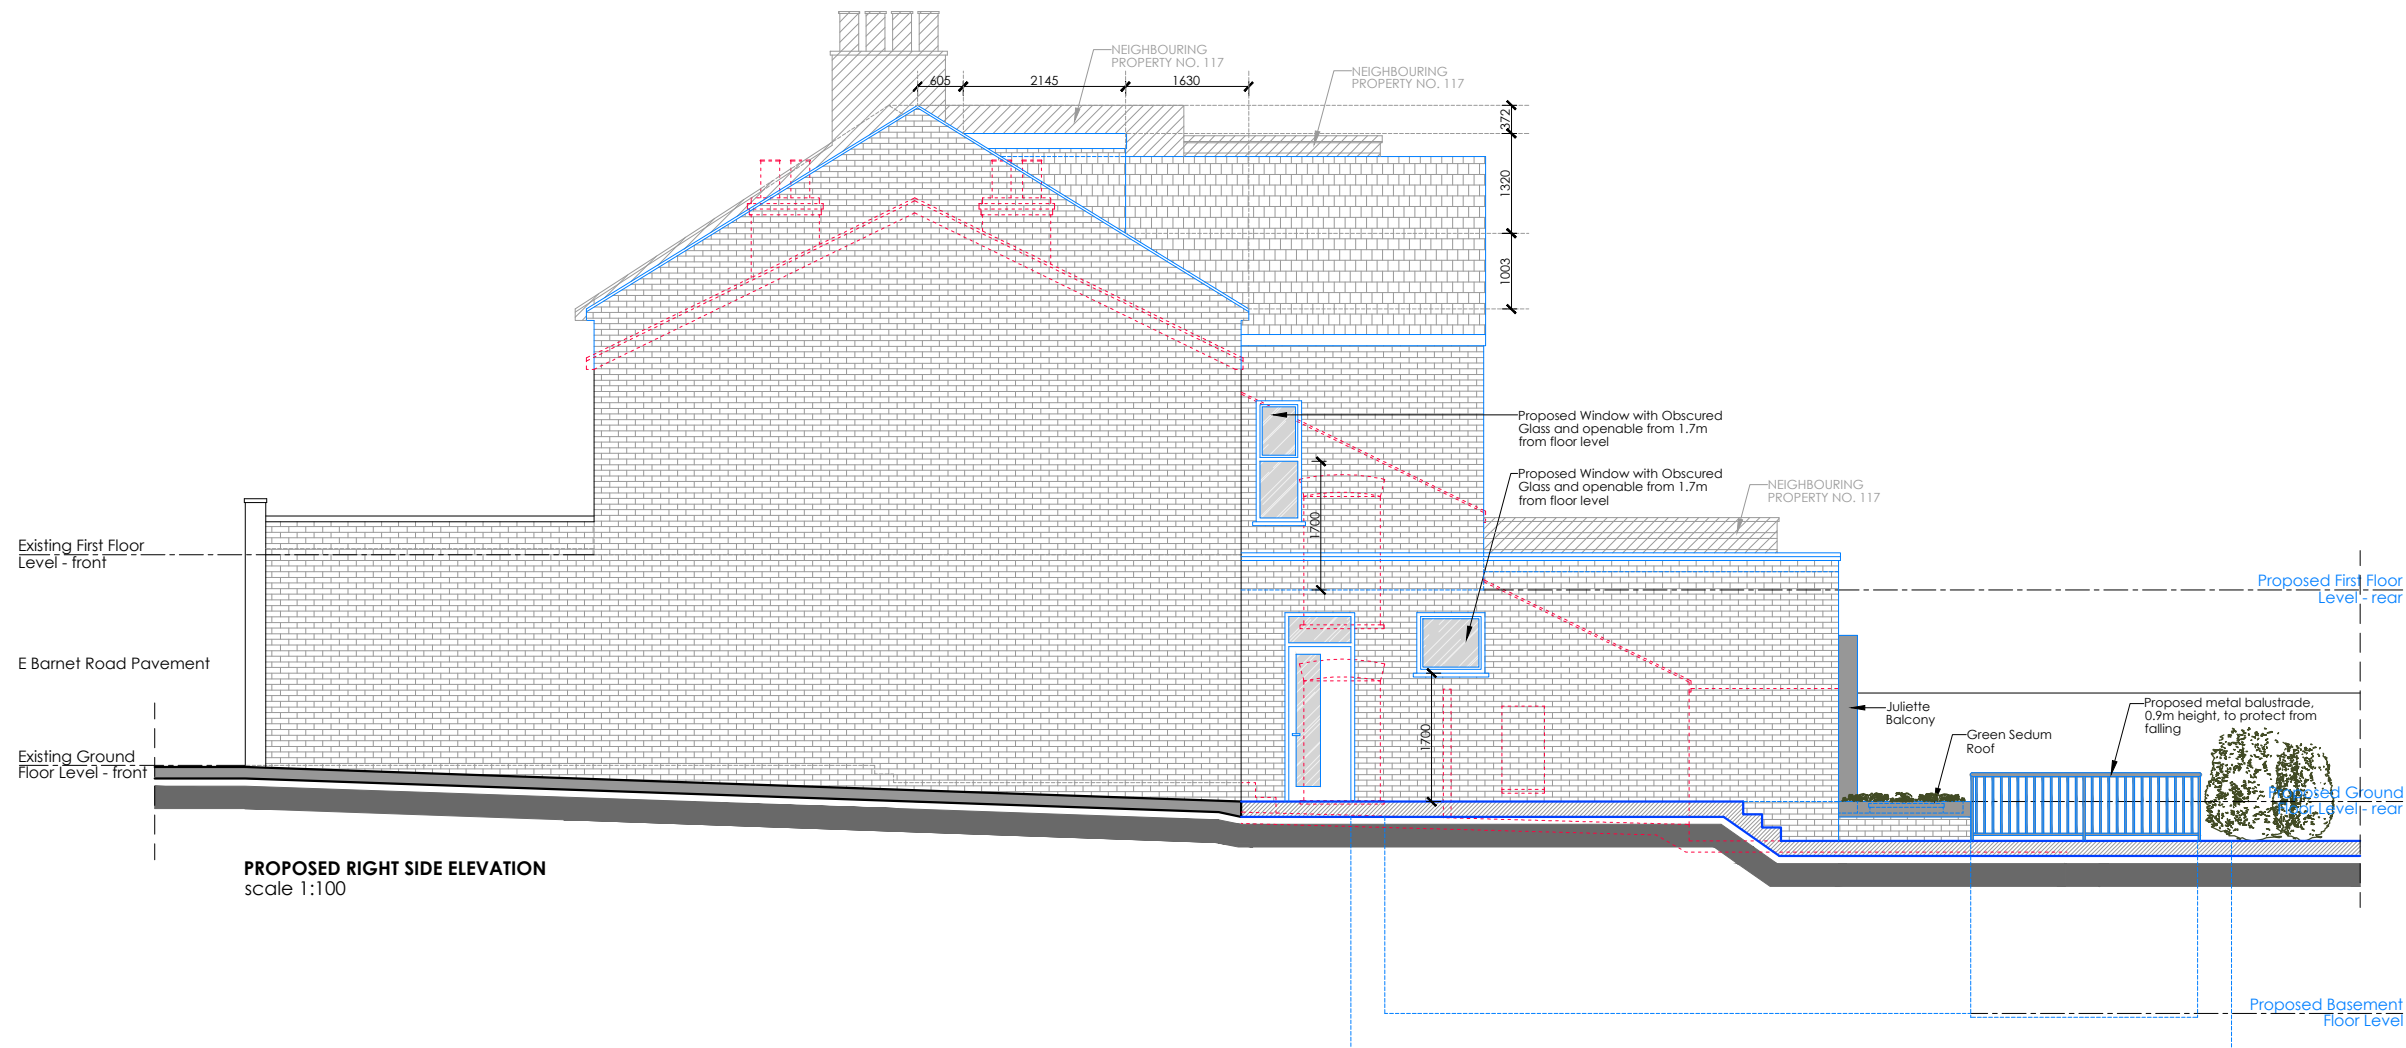 NEIGHBOURING
PROPERTY NO. 117
NEIGHBOURING
PROPERTY NO. 117
605
2145
1630
372
1320
1003
Proposed Window with Obscured
Glass and openable from 1.7m
from floor level
Proposed Window with Obscured
Glass and openable from 1.7m
from floor level
NEIGHBOURING
PROPERTY NO. 117
1700
Existing First Floor
Level - front
Proposed First Floor
Level - rear
E Barnet Road Pavement
1700
Juliette
Balcony
Proposed metal balustrade,
0.9m height, to protect from
falling
Green Sedum
Roof
Existing Ground
Floor Level - front
Proposed Ground
Floor Level - rear
PROPOSED RIGHT SIDE ELEVATION
scale 1:100
Proposed Basement
Floor Level